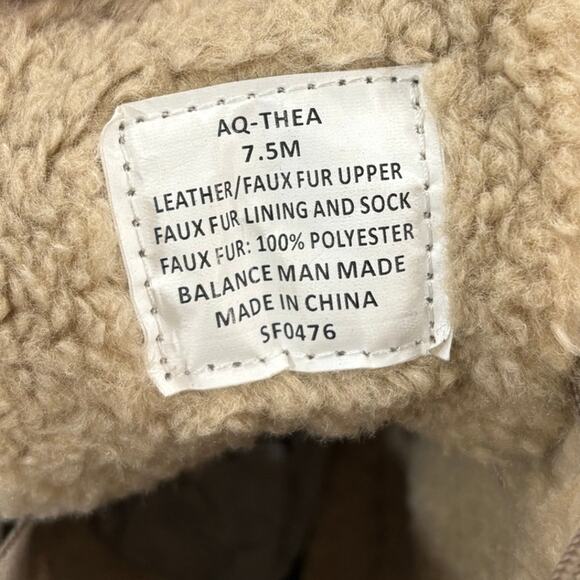 AQ-THEA
7.5M
LEATHER/FAUX FUR UPPER
FAUX FUR LINING AND SOCK
FAUX FUR: 100% POLYESTER
BALANCE MAN MADE
MADE IN CHINA
SF0476